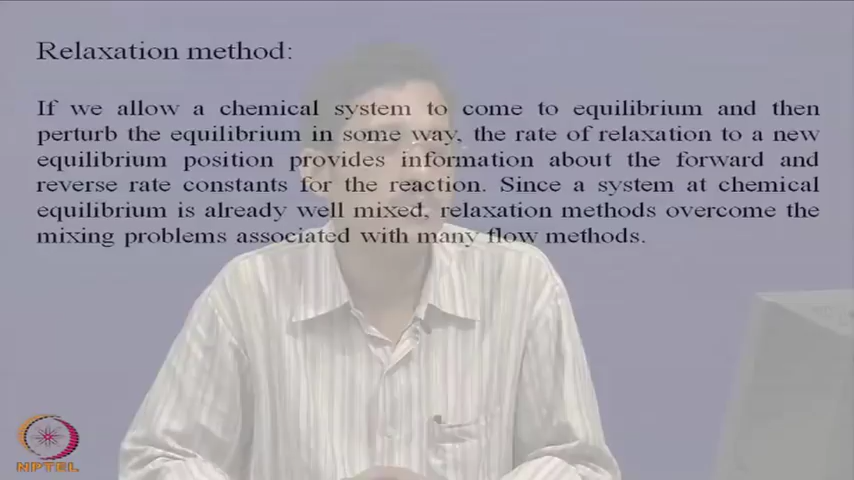 Relaxation method:
If we allow a chemical system to come to equilibrium and then
perturb the equilibrium in some way, the rate of relaxation to a new
equilibrium position provides information about the forward and
reverse rate constants for the reaction. Since a system at chemical
equilibrium is already well mixed, relaxation methods overcome the
mixing problems associated with many flow methods.
NPTEL